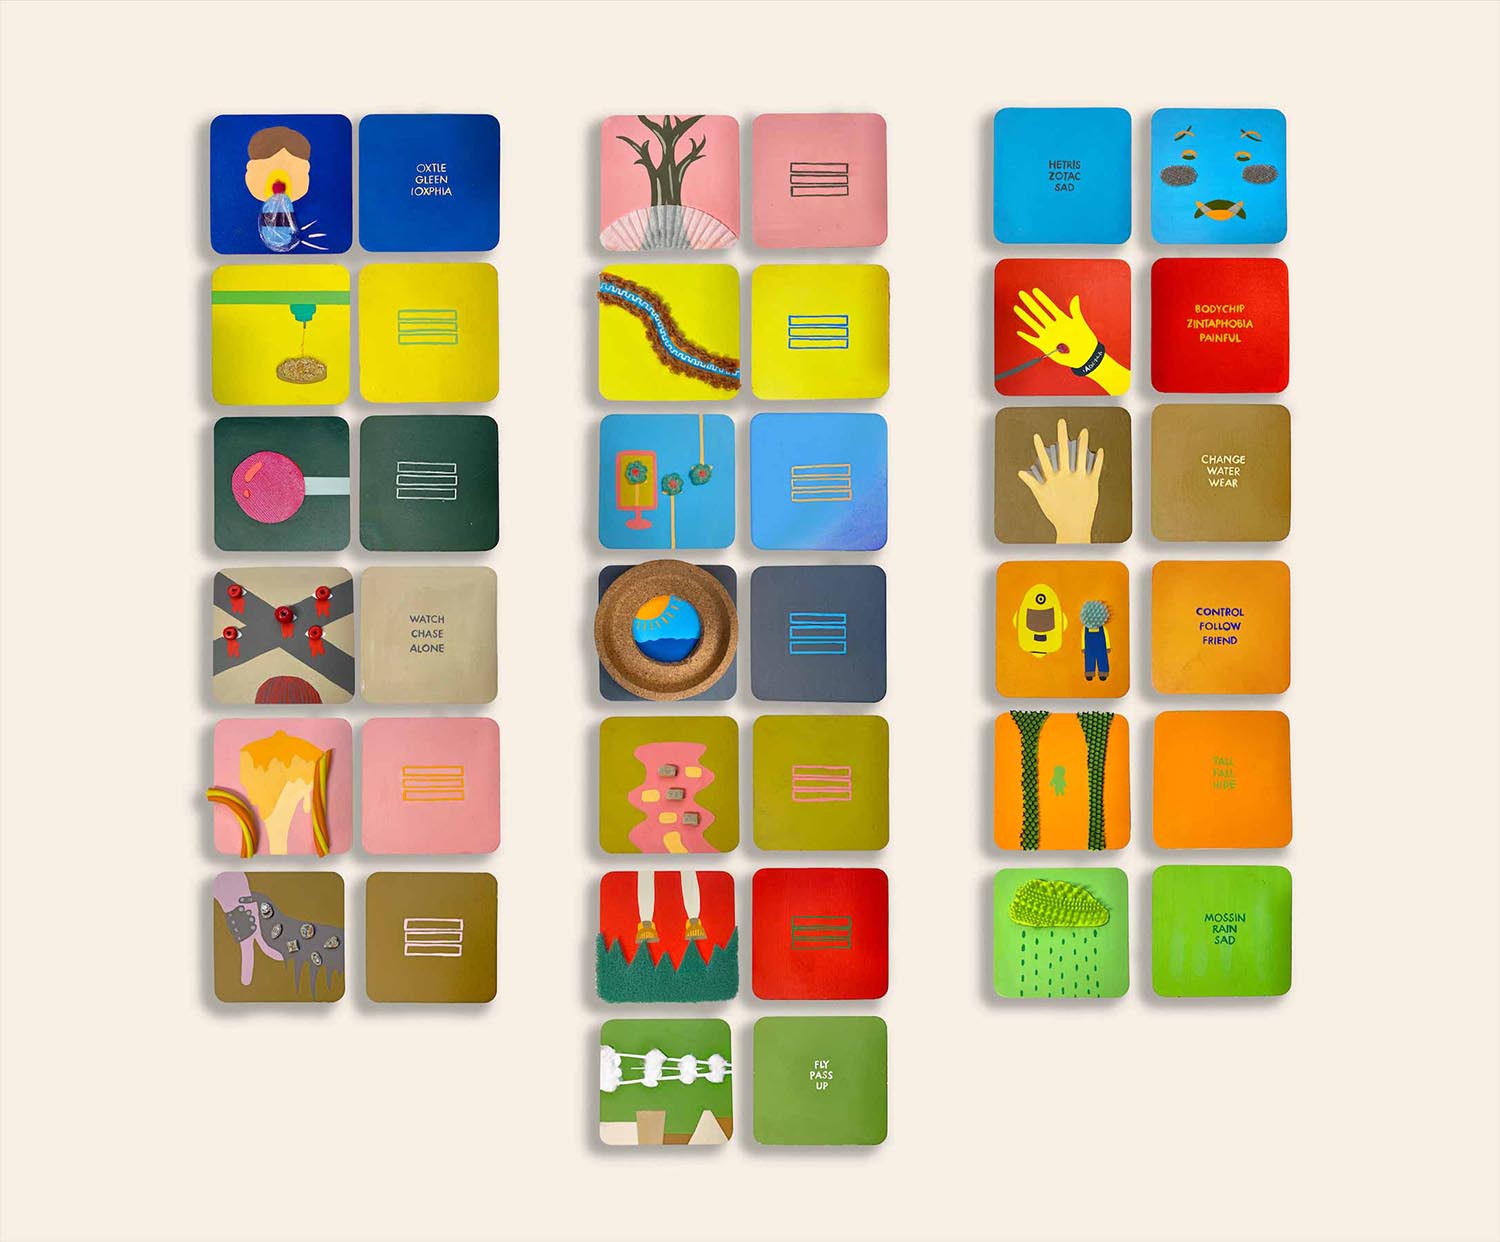 OXTLE
GLEEN
IOXPHIA
WATCH
CHASE
ALONE
FLY
PASS
UP
HETRIS
ZOTAC
SAD
BODYCHIP
ZINTAPHOBIA
PAINFUL
CHANGE
WATER
WEAR
CONTROL
FOLLOW
FRIEND
TALL
FALL
HIDE
MOSSIN
RAIN
SAD